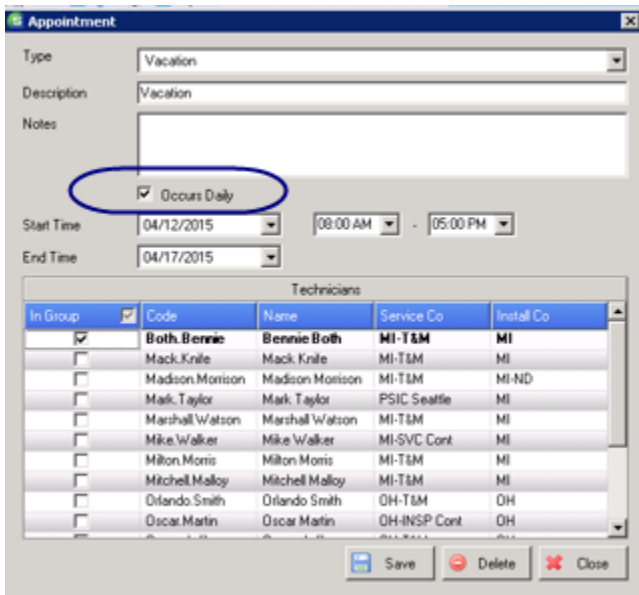 Appointment
Type Vacation
Description Vacation
Notes
Occurs Daily
Start Time 04/12/2015 08:00 AM - 05:00 PM
End Time 04/17/2015
Technicians
In Group Code Name Service Co Install Co
Both.Bennie Bennie Both MI-T&M MI
Mack.Knife Mack Knife MI-T&M MI
Madison.Morrison Madison Morrison MI-T&M MI-ND
Mark.Taylor Mark Taylor PSIC Seattle MI
Marshall.Watson Marshall Watson MI-T&M MI
Mike.Walker Mike Walker MI-SVC Cont MI
Milton.Morris Milton Morris MI-T&M MI
Mitchell.Malloy Mitchell Malloy MI-T&M MI
Orlando.Smith Orlando Smith OH-T&M OH
Oscar.Martin Oscar Martin OH-INSP Cont OH
Save Delete Close